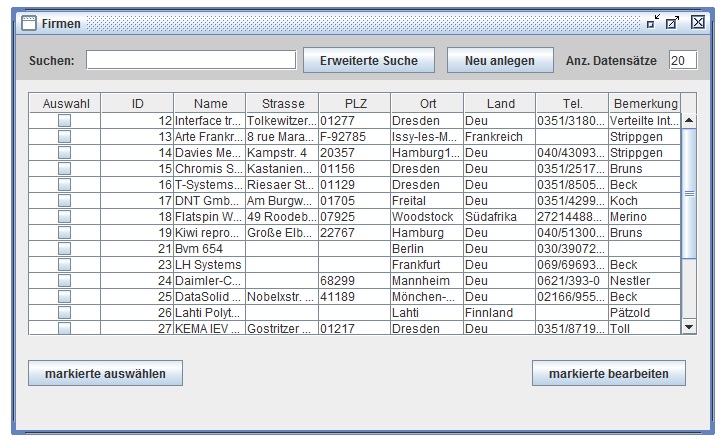 Firmen
Suchen: Erweiterte Suche Neu anlegen Anz. Datensätze 20
Auswahl ID Name Strasse PLZ Ort Land Tel. Bemerkung
12 Interface tr... Tolkewitzer... 01277 Dresden Deu 0351/3180... Verteilte Int...
13 Arte Frankr... 8 rue Mara... F-92785 Issy-les-M... Frankreich Strippgen
14 Davies Me... Kampstr. 4 20357 Hamburg1... Deu 040/43093... Strippgen
15 Chromis S... Kastanien... 01156 Dresden Deu 0351/2517... Bruns
16 T-Systems... Riesaer St... 01129 Dresden Deu 0351/8505... Beck
17 DNT Gmb... Am Burgw... 01705 Freital Deu 0351/4299... Koch
18 Flatspin W... 49 Roodeb... 07925 Woodstock Südafrika 27214488... Merino
19 Kiwi repro... Große Elb... 22767 Hamburg Deu 040/51300... Bruns
21 Bvm 654 Berlin Deu 030/39072...
23 LH Systems Frankfurt Deu 069/69693... Beck
24 Daimler-C... 68299 Mannheim Deu 0621/393-0 Nestler
25 DataSolid ... Nobelxstr. ... 41189 Mönchen-... Deu 02166/955... Beck
26 Lahti Polyt... Lahti Finnland Pätzold
27 KEMA IEV ... Gostritzer ... 01217 Dresden Deu 0351/8719... Toll
markierte auswählen markierte bearbeiten